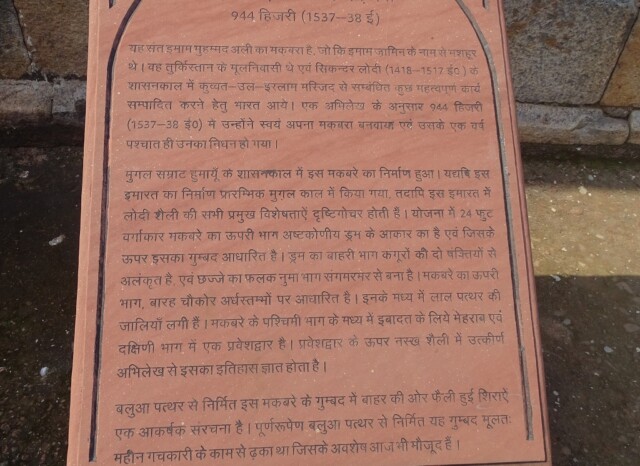 944 हिजरी (1537–38 ई)
यह संत इमाम मुहम्मद अली का मकबरा है, जो कि इमाम ज़ामिन के नाम से मशहूर
थे। वह तुर्किस्तान के मूलनिवासी थे एवं सिकन्दर लोदी (1418–1517 ई०) के
शासनकाल में कुव्वत–उल–इस्लाम मस्जिद से सम्बंधित कुछ महत्वपूर्ण कार्य
सम्पादित करने हेतु भारत आये। एक अभिलेख के अनुसार 944 हिजरी
(1537–38 ई०) में उन्होंने स्वयं अपना मकबरा बनवाया एवं उसके एक वर्ष
पश्चात ही उनका निधन हो गया।
मुगल सम्राट हुमायूँ के शासनकाल में इस मकबरे का निर्माण हुआ। यद्यपि इस
इमारत का निर्माण प्रारम्भिक मुगल काल में किया गया, तदापि इस इमारत में
लोदी शैली की सभी प्रमुख विशेषताऐं दृष्टिगोचर होती हैं। योजना में 24 फुट
वर्गाकार मकबरे का ऊपरी भाग अष्टकोणीय ड्रम के आकार का है एवं जिसके
ऊपर इसका गुम्बद आधारित है। ड्रम का बाहरी भाग कगूरों की दो पंक्तियों से
अलंकृत है, एवं छज्जे का फलक नुमा भाग संगमरमर से बना है। मकबरे का ऊपरी
भाग, बारह चौकोर अर्धस्तम्भों पर आधारित है। इनके मध्य में लाल पत्थर की
जालियाँ लगी हैं। मकबरे के पश्चिमी भाग के मध्य में इबादत के लिये मेहराब एवं
दक्षिणी भाग में एक प्रवेशद्वार है। प्रवेशद्वार के ऊपर नस्ख शैली में उत्कीर्ण
अभिलेख से इसका इतिहास ज्ञात होता है।
बलुआ पत्थर से निर्मित इस मकबरे के गुम्बद में बाहर की ओर फैली हुई शिराऐं
एक आकर्षक संरचना है। पूर्णरूपेण बलुआ पत्थर से निर्मित यह गुम्बद मूलतः
महीन गचकारी के काम से ढ़का था जिसके अवशेष आज भी मौजूद हैं।